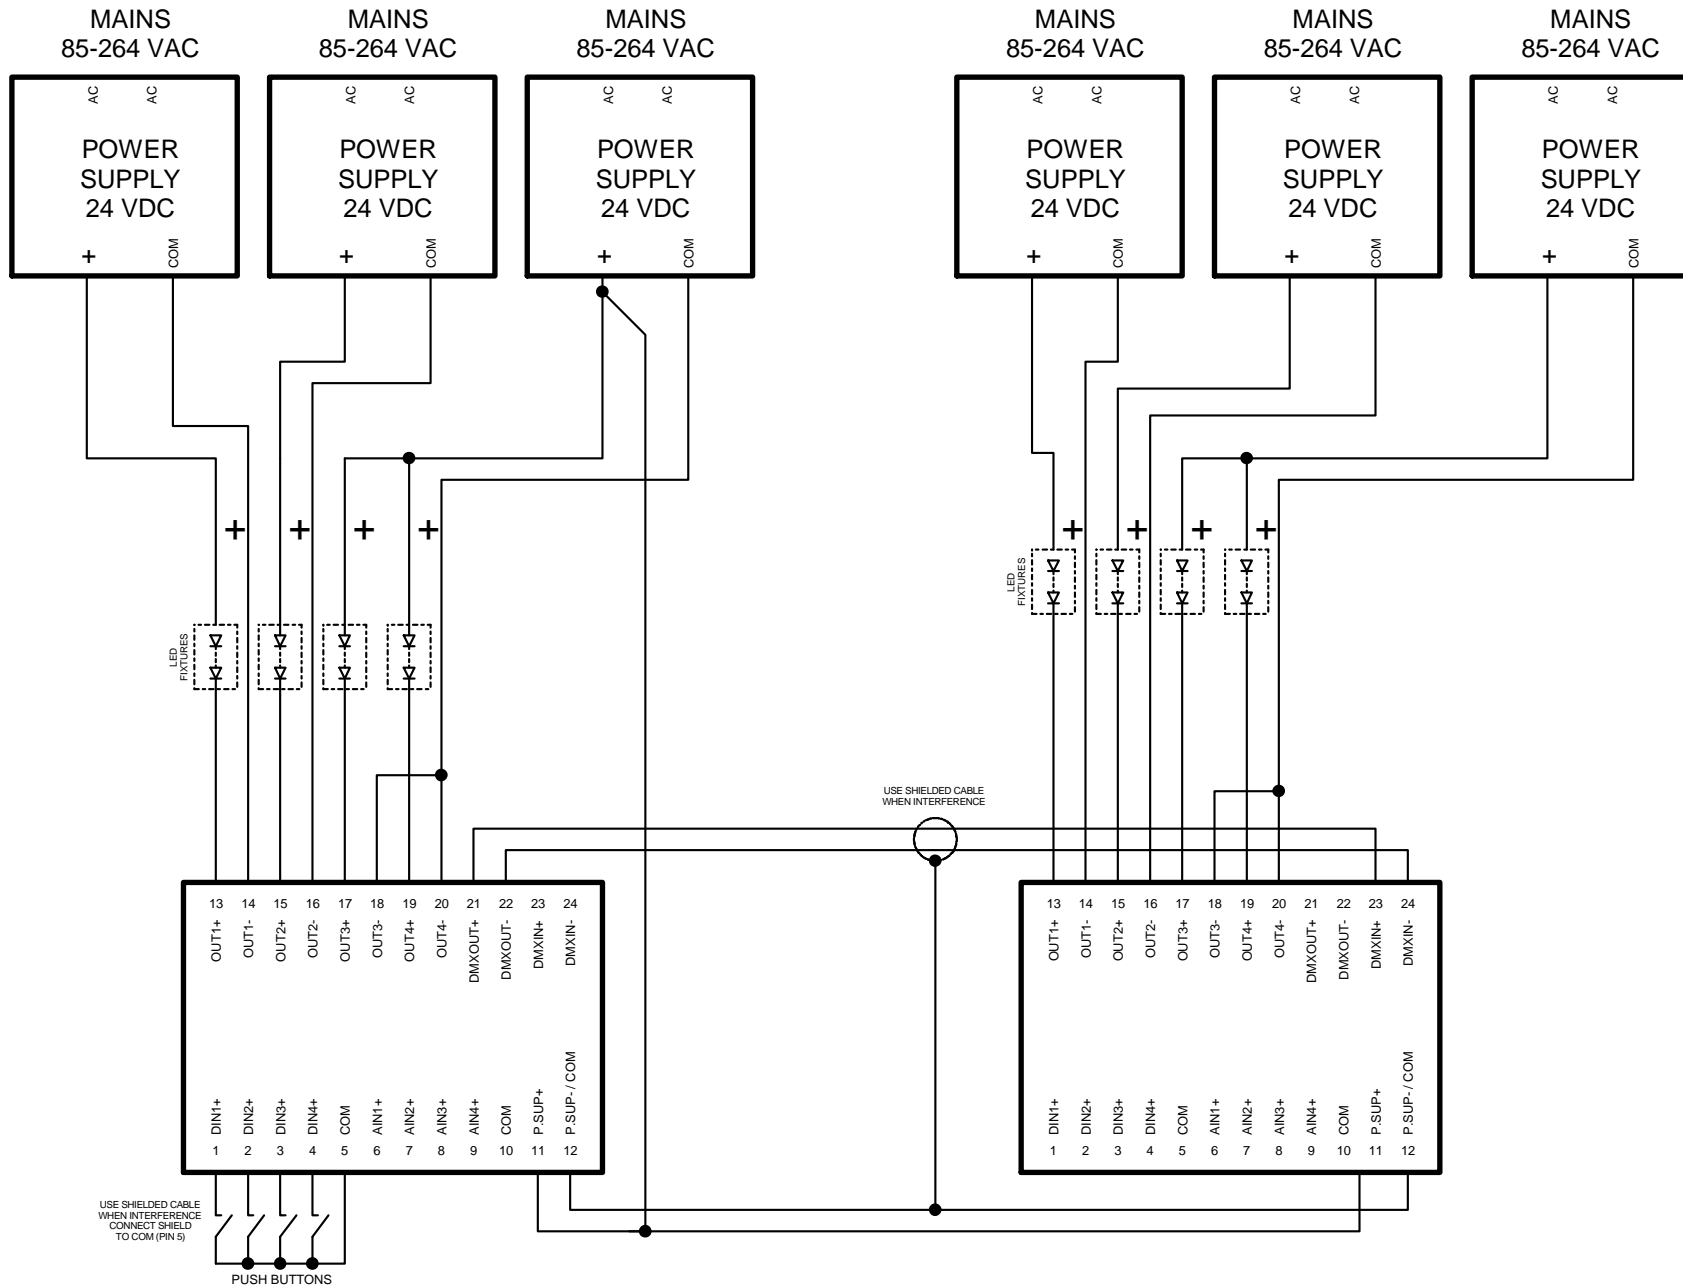 MAINS
85-264 VAC
MAINS
85-264 VAC
MAINS
85-264 VAC
MAINS
85-264 VAC
MAINS
85-264 VAC
MAINS
85-264 VAC
AC AC
POWER
SUPPLY
24 VDC
+ COM
AC AC
POWER
SUPPLY
24 VDC
+ COM
AC AC
POWER
SUPPLY
24 VDC
+ COM
AC AC
POWER
SUPPLY
24 VDC
+ COM
AC AC
POWER
SUPPLY
24 VDC
+ COM
AC AC
POWER
SUPPLY
24 VDC
+ COM
+ + + +
+ + + +
LED
FIXTURES
LED
FIXTURES
USE SHIELDED CABLE
WHEN INTERFERENCE
13 14 15 16 17 18 19 20 21 22 23 24
OUT1+ OUT1- OUT2+ OUT2- OUT3+ OUT3- OUT4+ OUT4- DMXOUT+ DMXOUT- DMXIN+ DMXIN-
DIN1+ DIN2+ DIN3+ DIN4+ COM AIN1+ AIN2+ AIN3+ AIN4+ COM P.SUP+ P.SUP- / COM
1 2 3 4 5 6 7 8 9 10 11 12
13 14 15 16 17 18 19 20 21 22 23 24
OUT1+ OUT1- OUT2+ OUT2- OUT3+ OUT3- OUT4+ OUT4- DMXOUT+ DMXOUT- DMXIN+ DMXIN-
DIN1+ DIN2+ DIN3+ DIN4+ COM AIN1+ AIN2+ AIN3+ AIN4+ COM P.SUP+ P.SUP- / COM
1 2 3 4 5 6 7 8 9 10 11 12
USE SHIELDED CABLE
WHEN INTERFERENCE
CONNECT SHIELD
TO COM (PIN 5)
PUSH BUTTONS